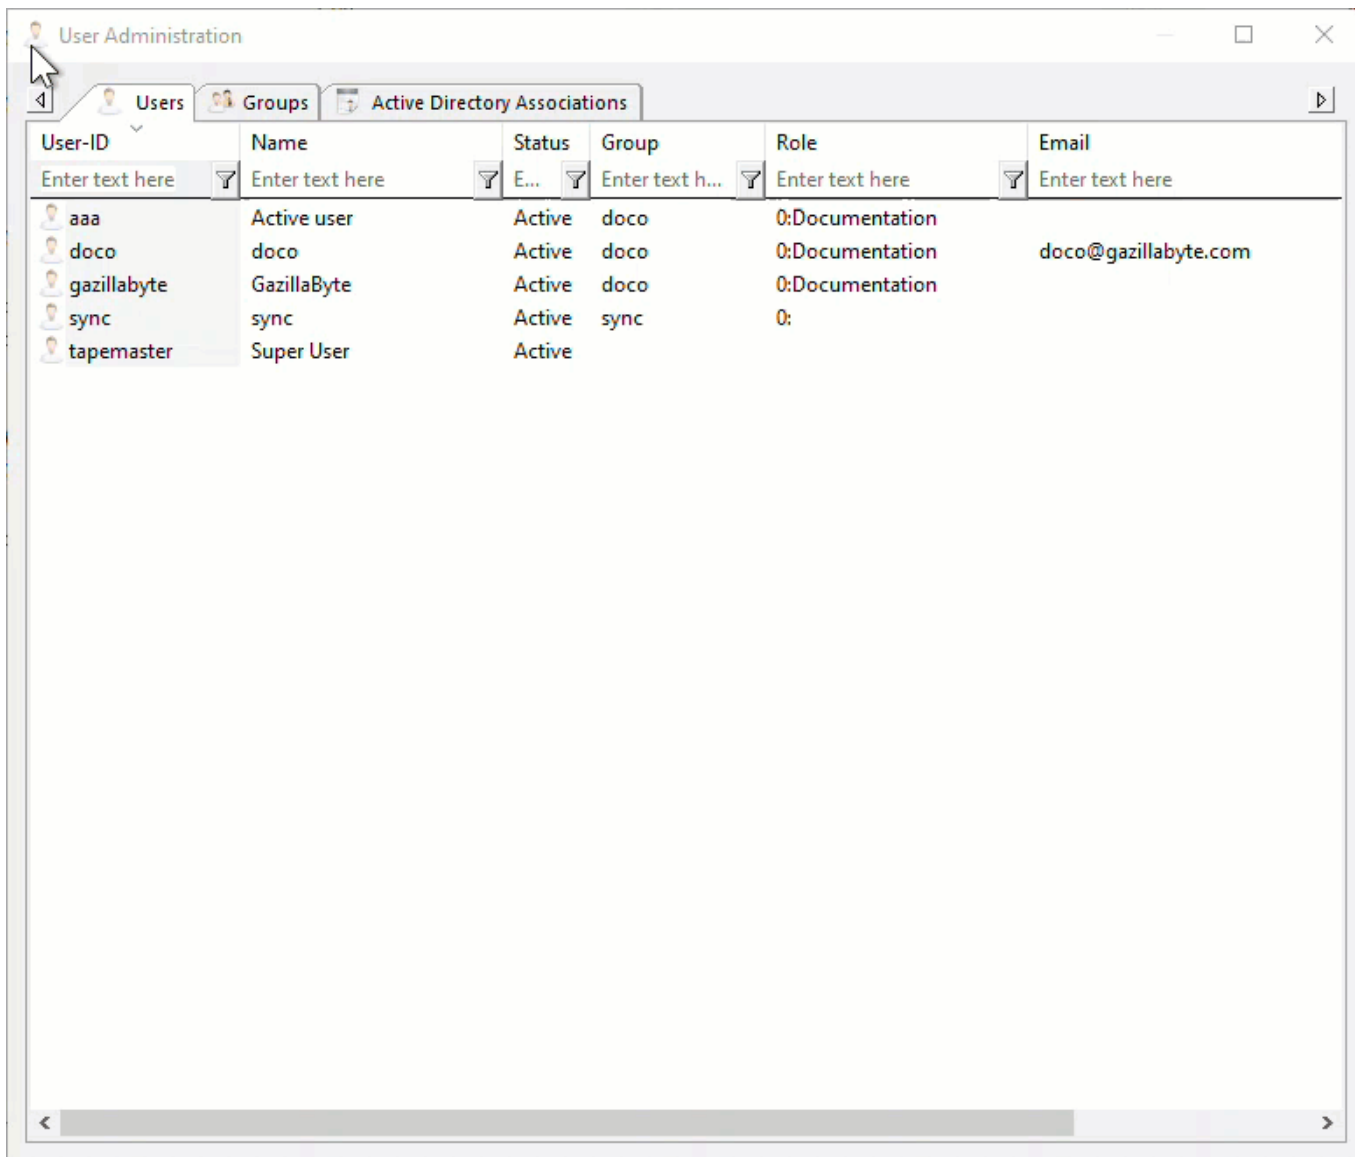 User Administration
Users Groups Active Directory Associations
User-ID Name Status Group Role Email
Enter text here Enter text here E... Enter text h... Enter text here Enter text here
aaa Active user Active doco 0:Documentation
doco doco Active doco 0:Documentation doco@gazillabyte.com
gazillabyte GazillaByte Active doco 0:Documentation
sync sync Active sync 0:
tapemaster Super User Active